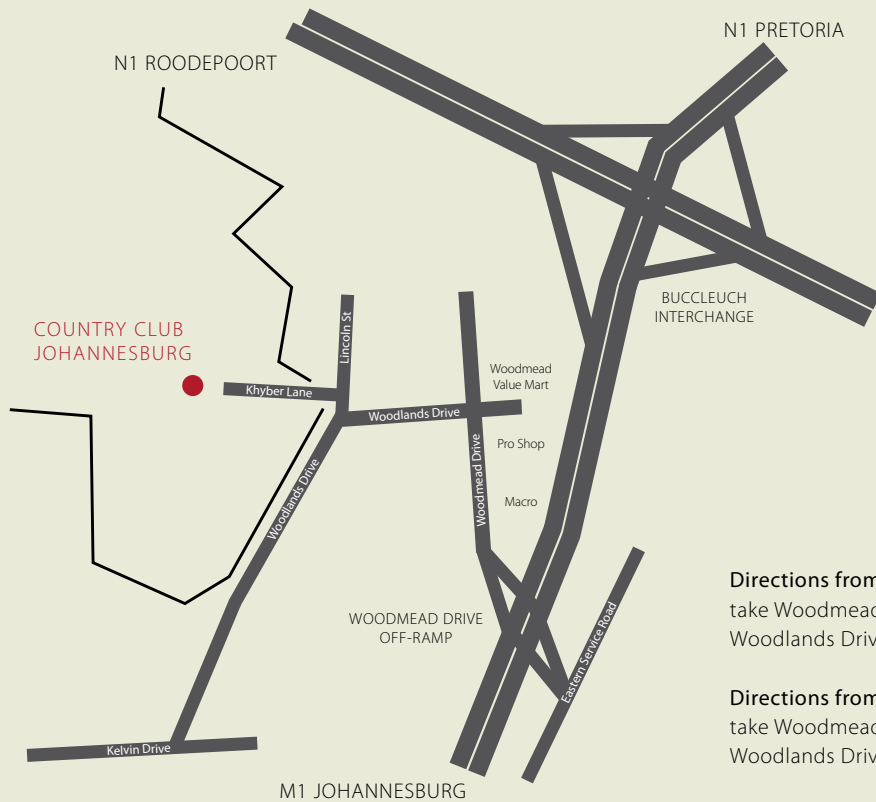 N1 PRETORIA
N1 ROODEPOORT
BUCCLEUCH
INTERCHANGE
COUNTRY CLUB
JOHANNESBURG
Lincoln St
Khyber Lane
Woodmead
Value Mart
Woodlands Drive
Pro Shop
Woodmead Drive
Woodlands Drive
Macro
WOODMEAD DRIVE
OFF-RAMP
Eastern Service Road
Kelvin Drive
M1 JOHANNESBURG
Directions from
take Woodmead
Woodlands Driv
Directions from
take Woodmead
Woodlands Driv